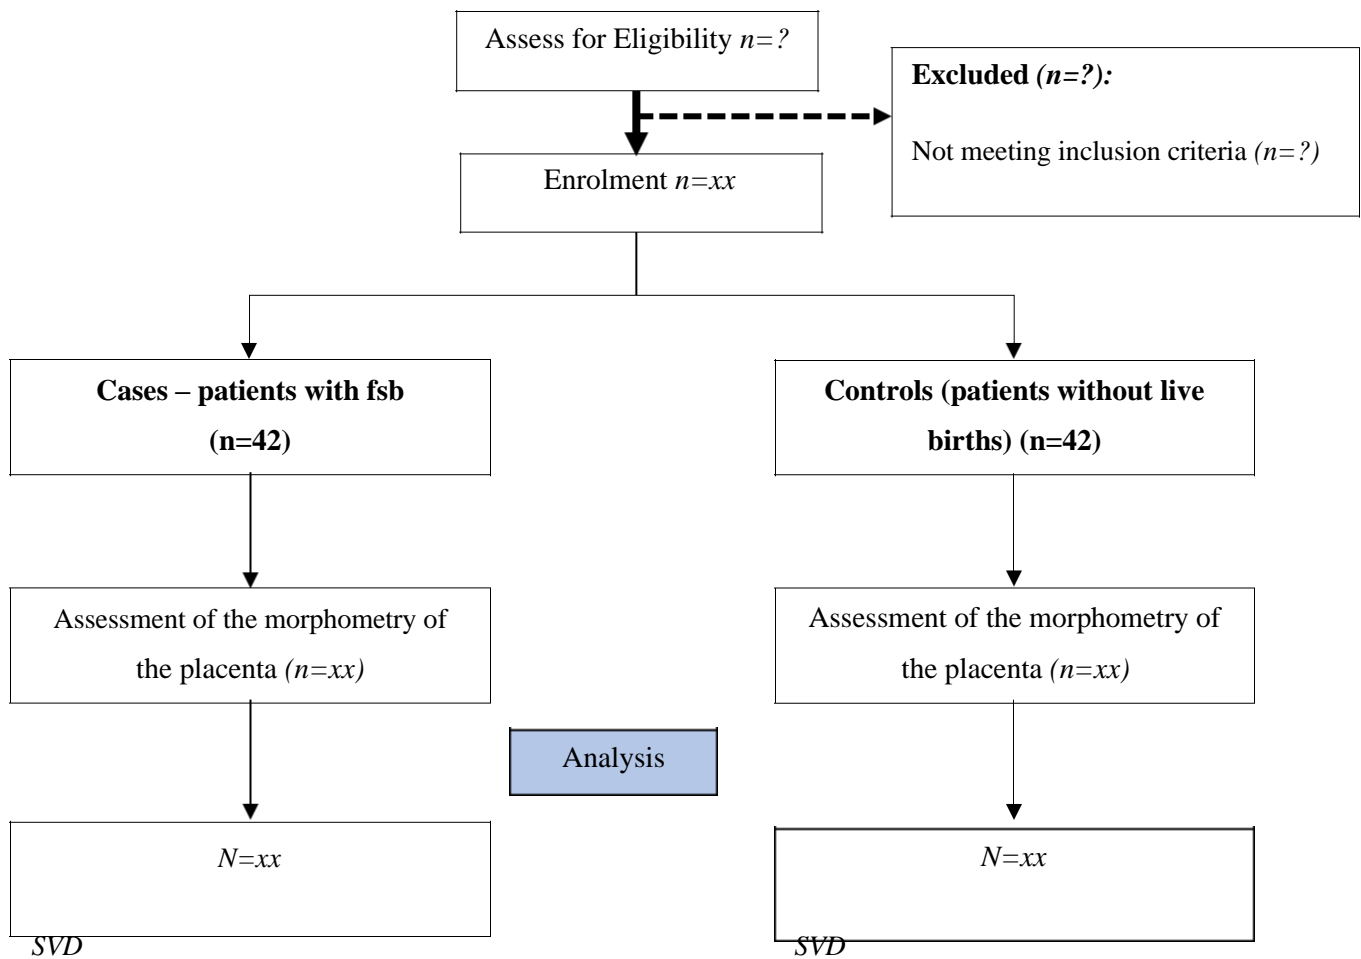 Assess for Eligibility n=?
Excluded (n=?):
Not meeting inclusion criteria (n=?)
Enrolment n=xx
Cases – patients with fsb
(n=42)
Controls (patients without live
births) (n=42)
Assessment of the morphometry of
the placenta (n=xx)
Assessment of the morphometry of
the placenta (n=xx)
Analysis
N=xx
N=xx
SVD
SVD